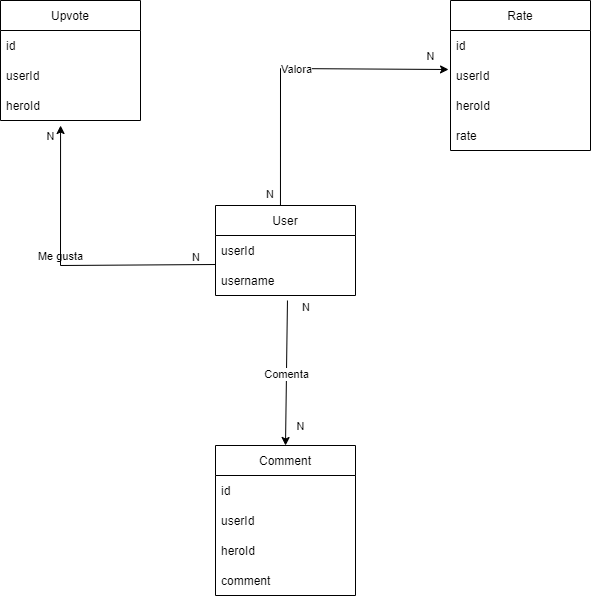 Upvote
id
userId
heroId
Rate
id
userId
heroId
rate
N
Valora
N
N
User
userId
username
N
Me gusta
N
Comenta
N
N
Comment
id
userId
heroId
comment